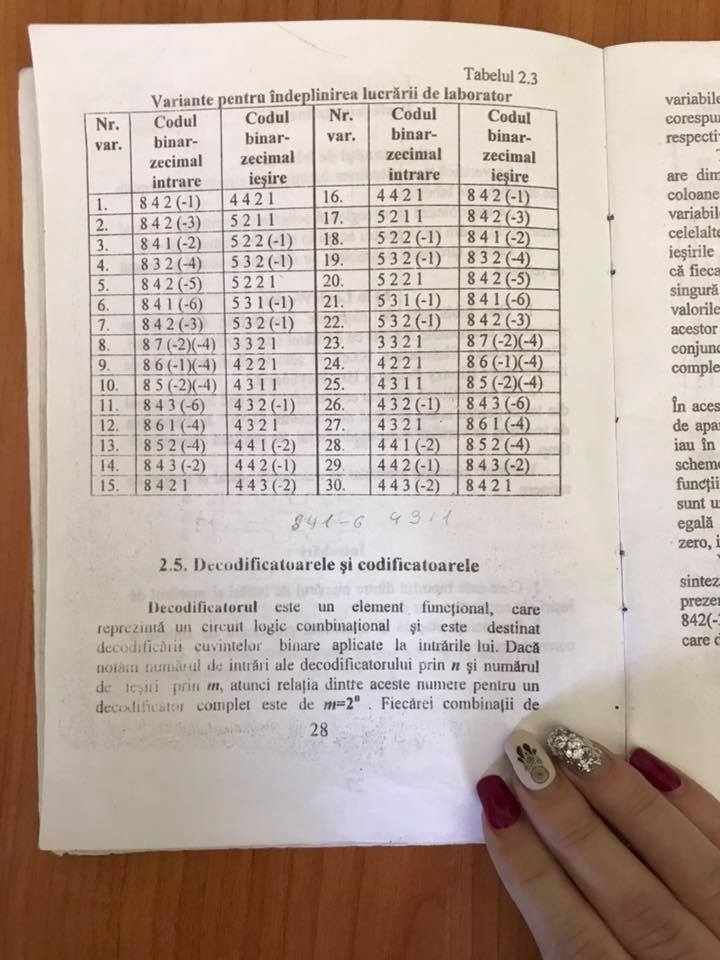 Tabelul 2.3
Variante pentru îndeplinirea lucrării de laborator
Nr. var. Codul binar-zecimal intrare Codul binar-zecimal ieşire Nr. var. Codul binar-zecimal intrare Codul binar-zecimal ieşire
1. 8 4 2 (-1) 4 4 2 1 16. 4 4 2 1 8 4 2 (-1)
2. 8 4 2 (-3) 5 2 1 1 17. 5 2 1 1 8 4 2 (-3)
3. 8 4 1 (-2) 5 2 2 (-1) 18. 5 2 2 (-1) 8 4 1 (-2)
4. 8 3 2 (-4) 5 3 2 (-1) 19. 5 3 2 (-1) 8 3 2 (-4)
5. 8 4 2 (-5) 5 2 2 1 20. 5 2 2 1 8 4 2 (-5)
6. 8 4 1 (-6) 5 3 1 (-1) 21. 5 3 1 (-1) 8 4 1 (-6)
7. 8 4 2 (-3) 5 3 2 (-1) 22. 5 3 2 (-1) 8 4 2 (-3)
8. 8 7 (-2)(-4) 3 3 2 1 23. 3 3 2 1 8 7 (-2)(-4)
9. 8 6 (-1)(-4) 4 2 2 1 24. 4 2 2 1 8 6 (-1)(-4)
10. 8 5 (-2)(-4) 4 3 1 1 25. 4 3 1 1 8 5 (-2)(-4)
11. 8 4 3 (-6) 4 3 2 (-1) 26. 4 3 2 (-1) 8 4 3 (-6)
12. 8 6 1 (-4) 4 3 2 1 27. 4 3 2 1 8 6 1 (-4)
13. 8 5 2 (-4) 4 4 1 (-2) 28. 4 4 1 (-2) 8 5 2 (-4)
14. 8 4 3 (-2) 4 4 2 (-1) 29. 4 4 2 (-1) 8 4 3 (-2)
15. 8 4 2 1 4 4 3 (-2) 30. 4 4 3 (-2) 8 4 2 1
841-6
2.5. Decodificatoarele şi codificatoarele
Decodificatorul este un element funcţional, care
reprezintă un circuit logic combinaţional şi este destinat
decodificării cuvintelor binare aplicate la intrările lui. Dacă
notăm numărul de intrări ale decodificatorului prin n şi numărul
de ieşiri prin m, atunci relaţia dintre aceste numere pentru un
decodificator complet este de m=2ⁿ . Fiecărei combinaţii de
28
variabile
respectiv
are dim
coloane
variabil
celelalte
ieşirile
că fieca
singură
valorile
acestor
conjunc
comple
În aces
de apar
iau în
scheme
funcţii
sunt u
egală
zero, i
sintez
prezen
842(-
care d